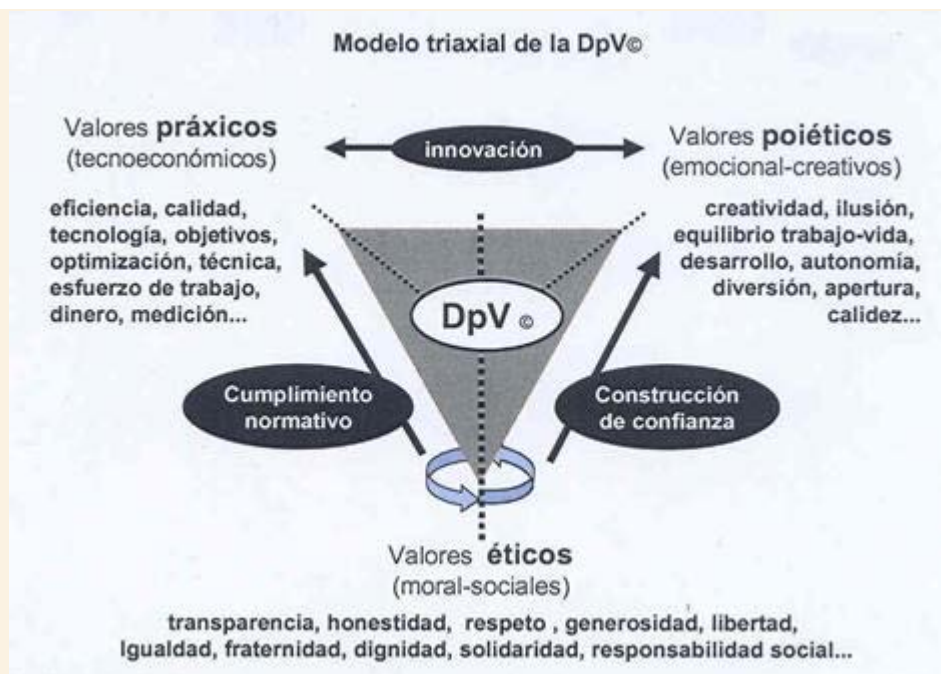 Modelo triaxial de la DpV©
Valores práxicos
(tecnoeconómicos)
innovación
Valores poiéticos
(emocional-creativos)
eficiencia, calidad,
tecnología, objetivos,
optimización, técnica,
esfuerzo de trabajo,
dinero, medición...
creatividad, ilusión,
equilibrio trabajo-vida,
desarrollo, autonomía,
diversión, apertura,
calidez...
DpV ©
Cumplimiento
normativo
Construcción
de confianza
Valores éticos
(moral-sociales)
transparencia, honestidad, respeto , generosidad, libertad,
Igualdad, fraternidad, dignidad, solidaridad, responsabilidad social...